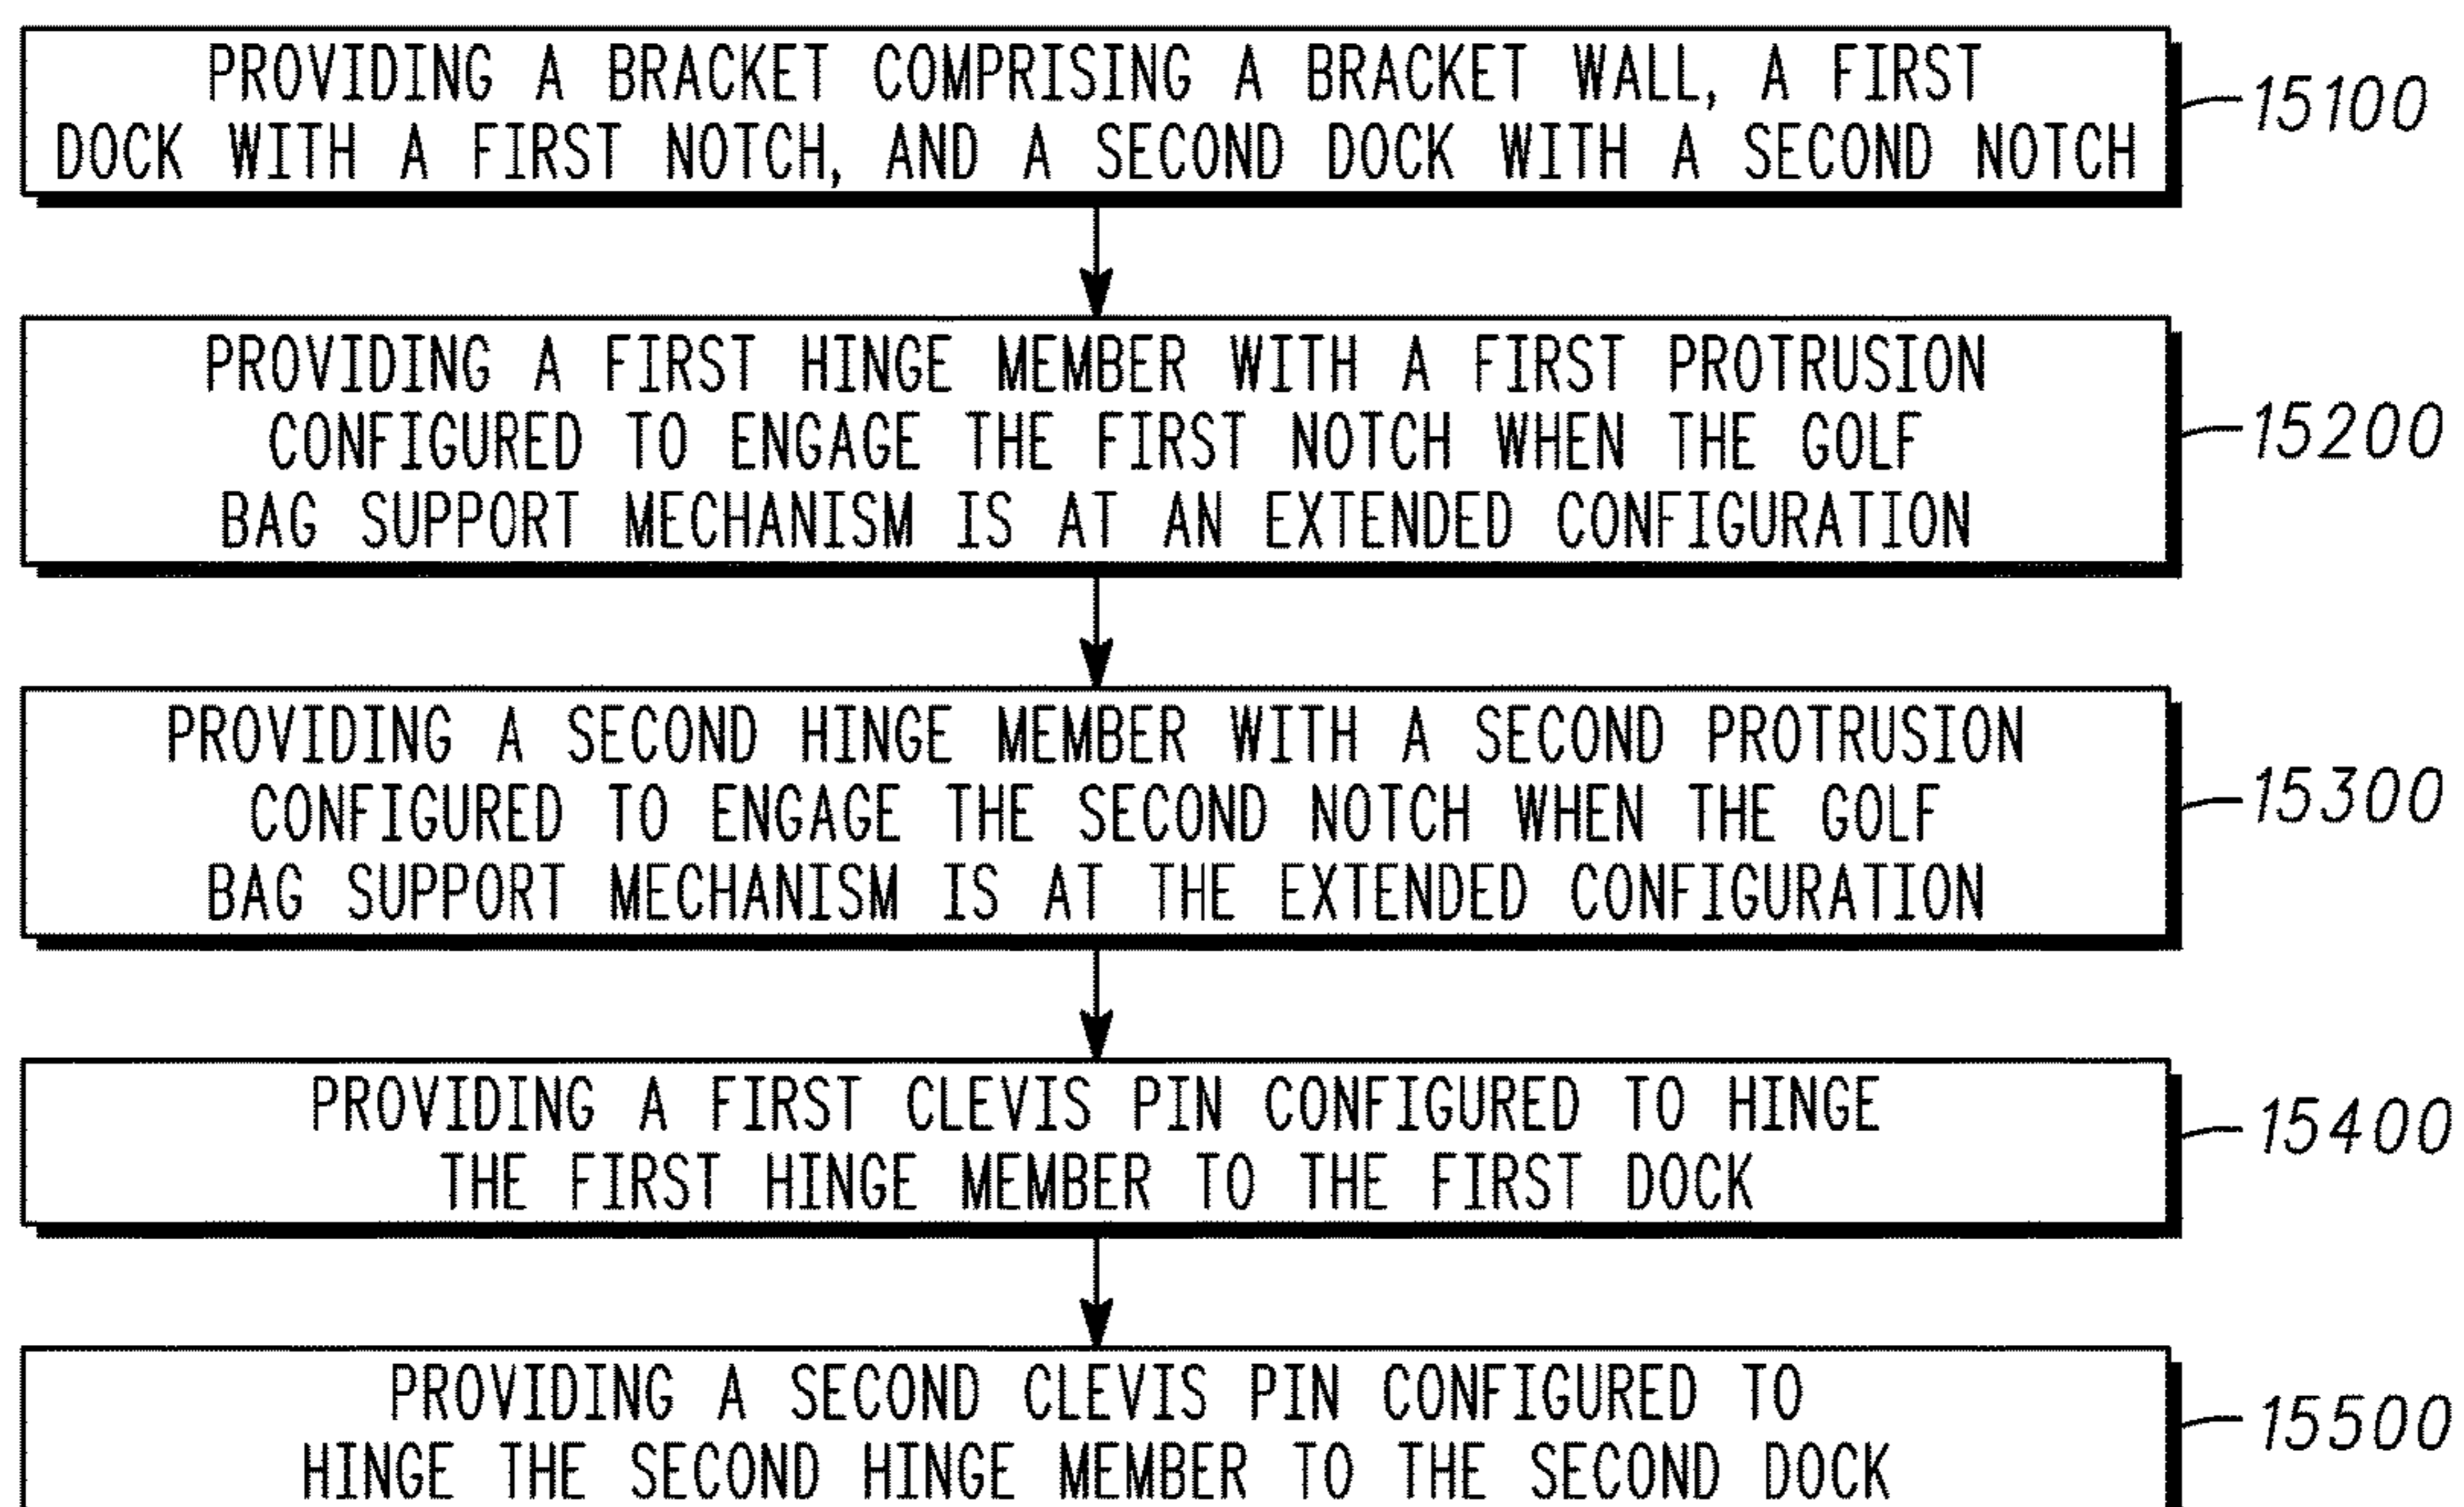 PROVIDING A BRACKET COMPRISING A BRACKET WALL, A FIRST
DOCK WITH A FIRST NOTCH, AND A SECOND DOCK WITH A SECOND NOTCH
15100
PROVIDING A FIRST HINGE MEMBER WITH A FIRST PROTRUSION
CONFIGURED TO ENGAGE THE FIRST NOTCH WHEN THE GOLF
BAG SUPPORT MECHANISM IS AT AN EXTENDED CONFIGURATION
15200
PROVIDING A SECOND HINGE MEMBER WITH A SECOND PROTRUSION
CONFIGURED TO ENGAGE THE SECOND NOTCH WHEN THE GOLF
BAG SUPPORT MECHANISM IS AT THE EXTENDED CONFIGURATION
15300
PROVIDING A FIRST CLEVIS PIN CONFIGURED TO HINGE
THE FIRST HINGE MEMBER TO THE FIRST DOCK
15400
PROVIDING A SECOND CLEVIS PIN CONFIGURED TO
HINGE THE SECOND HINGE MEMBER TO THE SECOND DOCK
15500